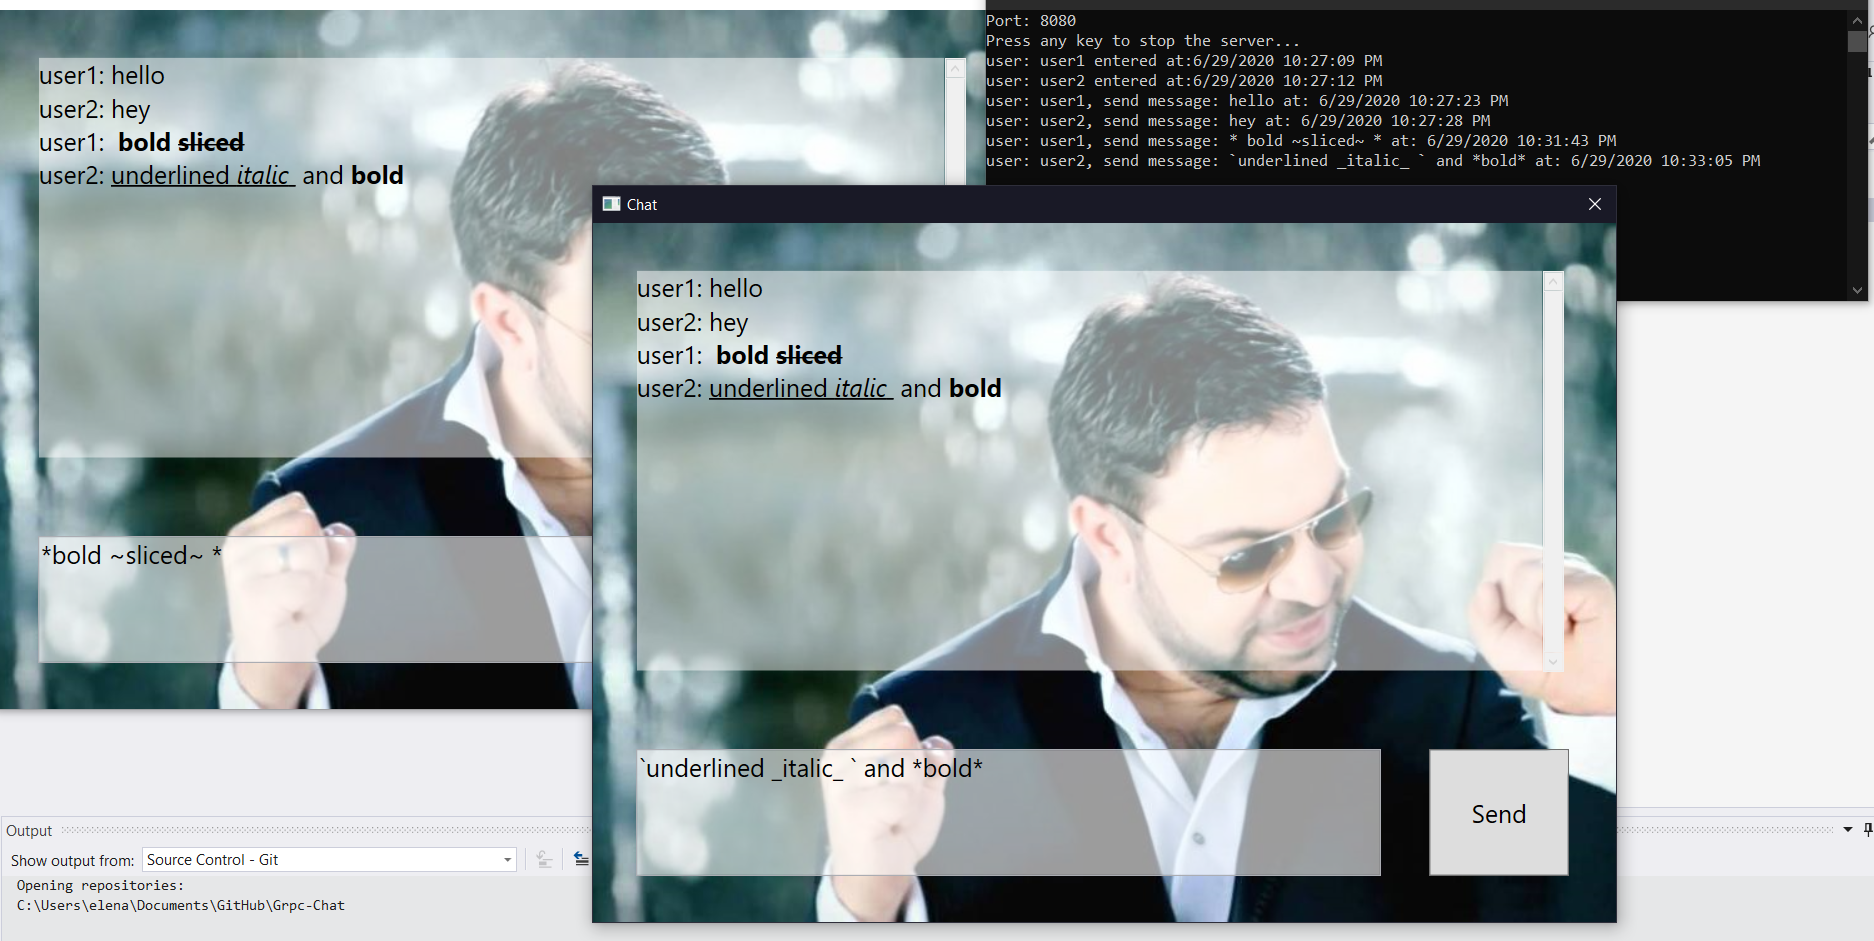 user1: hello
user2: hey
user1:  bold sliced
user2: underlined italic  and bold
*bold ~sliced~ *
Port: 8080
Press any key to stop the server...
user: user1 entered at:6/29/2020 10:27:09 PM
user: user2 entered at:6/29/2020 10:27:12 PM
user: user1, send message: hello at: 6/29/2020 10:27:23 PM
user: user2, send message: hey at: 6/29/2020 10:27:28 PM
user: user1, send message: * bold ~sliced~ * at: 6/29/2020 10:31:43 PM
user: user2, send message: `underlined _italic_ ` and *bold* at: 6/29/2020 10:33:05 PM
Chat
user1: hello
user2: hey
user1:  bold sliced
user2: underlined italic  and bold
`underlined _italic_ ` and *bold*
Send
Output
Show output from: Source Control - Git
Opening repositories:
C:\Users\elena\Documents\GitHub\Grpc-Chat